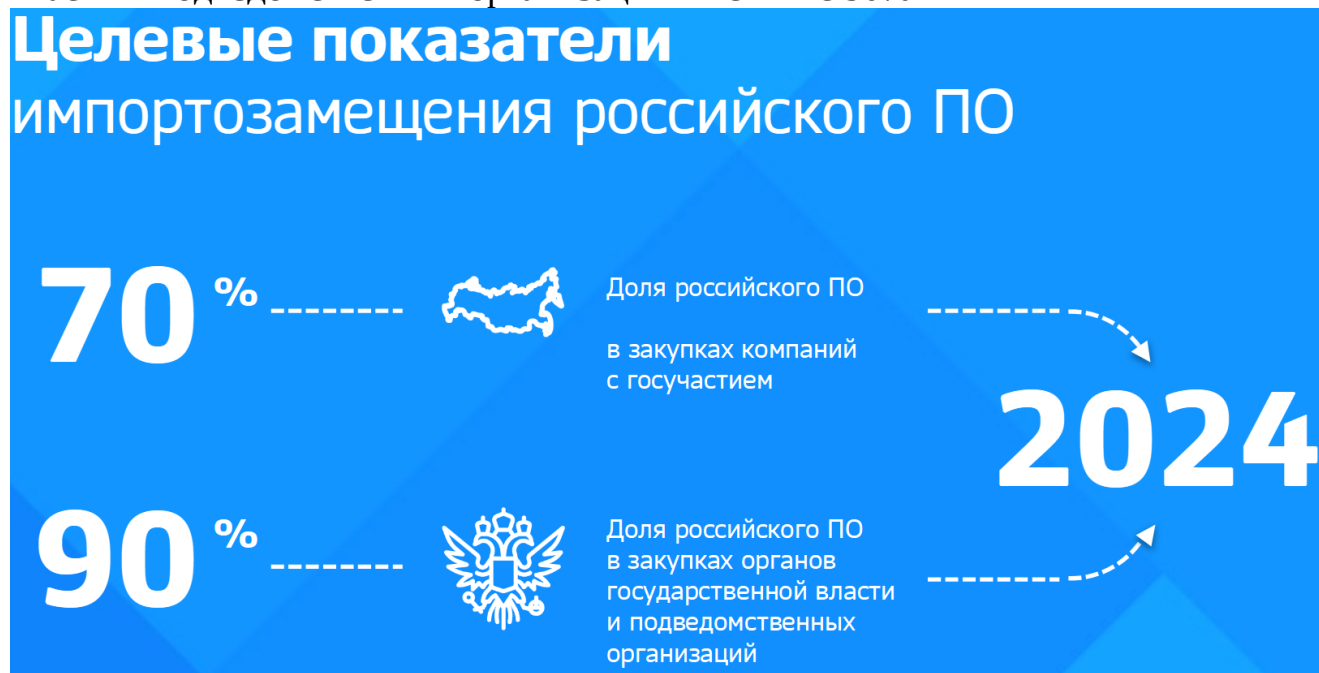 Целевые показатели
импортозамещения российского ПО
70 %
Доля российского ПО
в закупках компаний
с госучастием
2024
90 %
Доля российского ПО
в закупках органов
государственной власти
и подведомственных
организаций